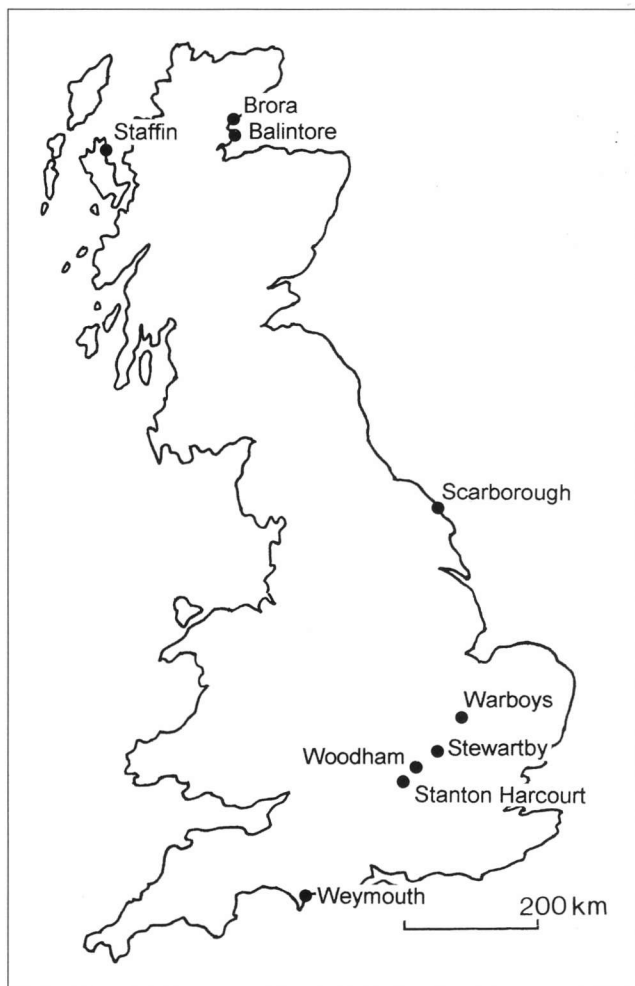 Brora
Staffin
Balintore
Scarborough
Warboys
Stewartby
Woodham
Stanton Harcourt
Weymouth
200 km